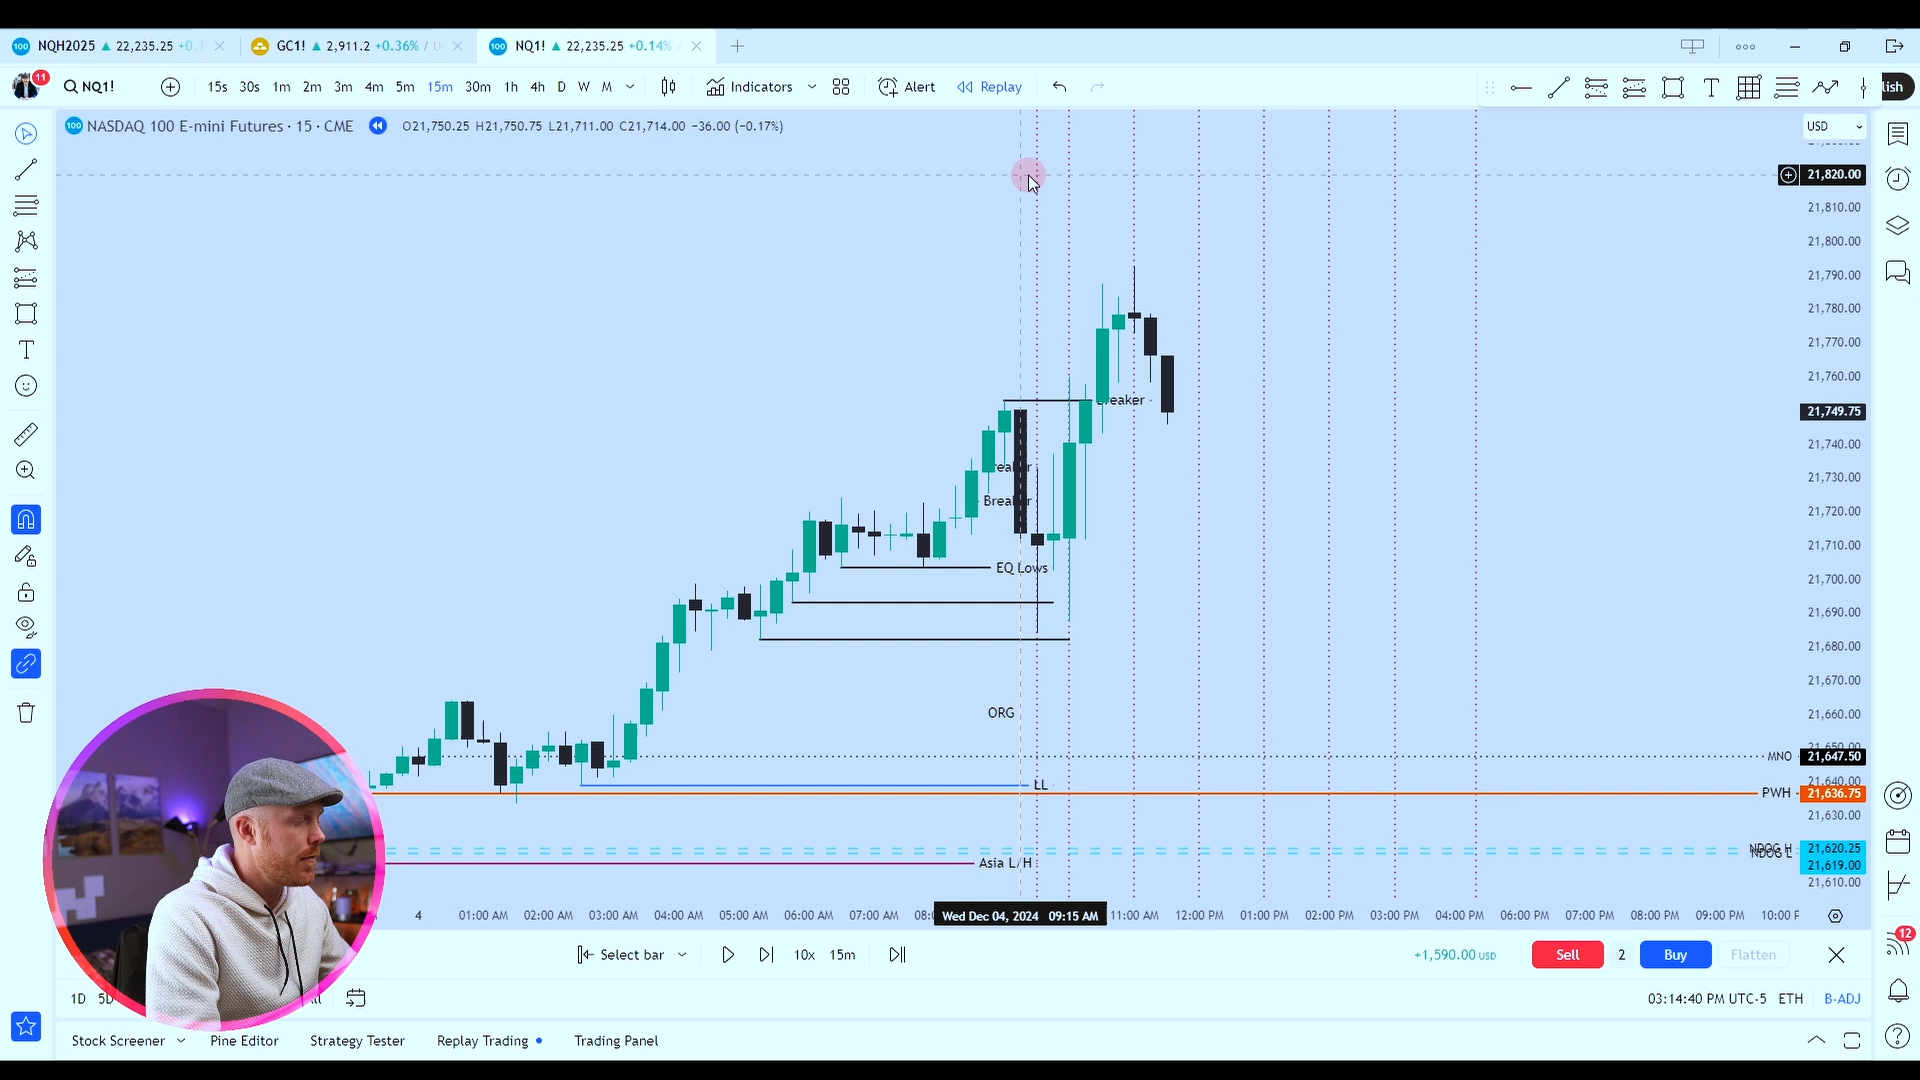 NQH2025 22,235.25 +0.1
GC1! 2,911.2 +0.36% / U
NQ1! 22,235.25 +0.14%
11
NQ1!
15s 30s 1m 2m 3m 4m 5m 15m 30m 1h 4h D W M
Indicators
Alert
Replay
lish
NASDAQ 100 E-mini Futures · 15 · CME
O21,750.25 H21,750.75 L21,711.00 C21,714.00 −36.00 (−0.17%)
USD
21,820.00
21,810.00
21,800.00
21,790.00
21,780.00
21,770.00
21,760.00
Breaker
21,749.75
21,740.00
21,730.00
21,720.00
21,710.00
EQ Lows
21,700.00
21,690.00
21,680.00
21,670.00
ORG
21,660.00
MNO 21,647.50
21,640.00
LL
PWH 21,636.75
21,630.00
NDOG H 21,620.25
NDOG L 21,619.00
Asia L/H
21,610.00
4 01:00 AM 02:00 AM 03:00 AM 04:00 AM 05:00 AM 06:00 AM 07:00 AM 08: Wed Dec 04, 2024 09:15 AM 11:00 AM 12:00 PM 01:00 PM 02:00 PM 03:00 PM 04:00 PM 05:00 PM 06:00 PM 07:00 PM 08:00 PM 09:00 PM 10:00 P
12
Select bar 10x 15m
+1,590.00 USD
Sell 2 Buy Flatten
1D 5D
03:14:40 PM UTC-5 ETH B-ADJ
Stock Screener Pine Editor Strategy Tester Replay Trading Trading Panel